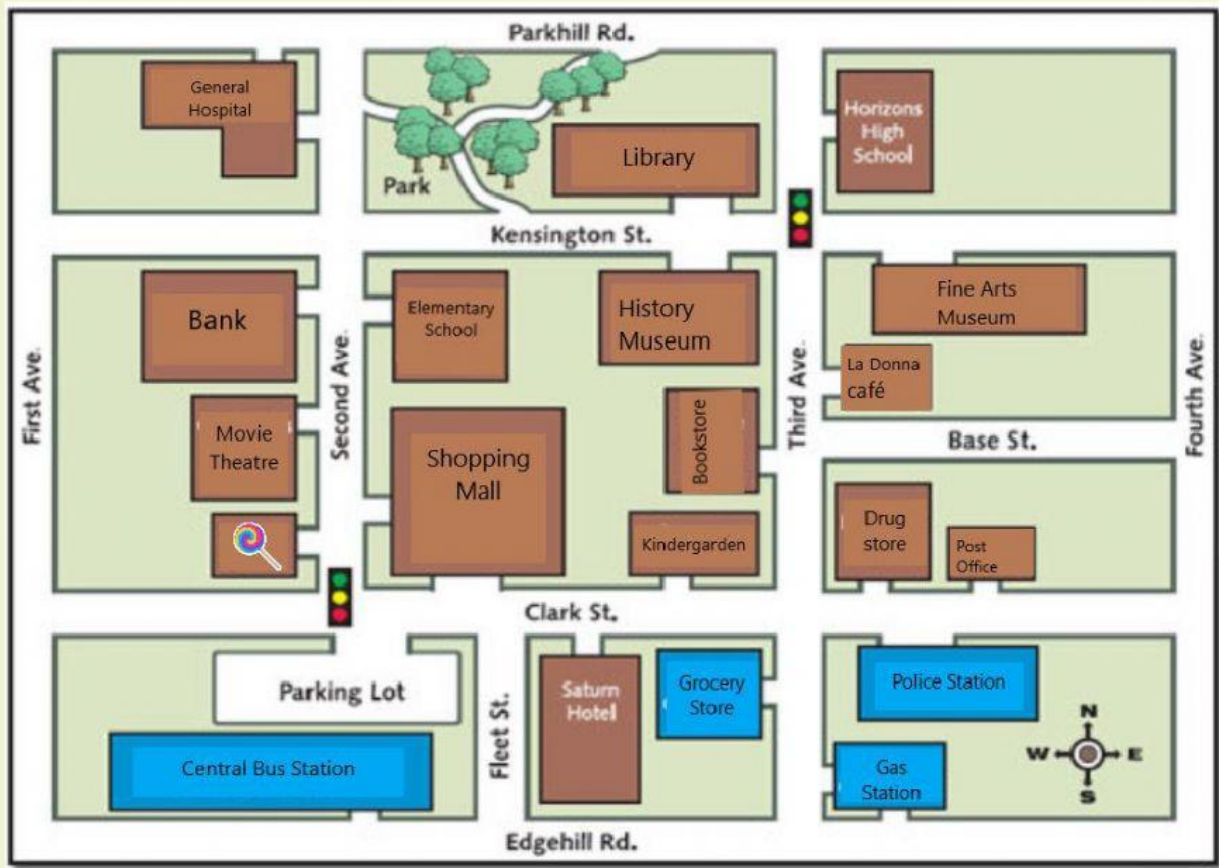 Parkhill Rd.
General
Hospital
Park
Library
Horizons
High
School
Kensington St.
Bank
Elementary
School
History
Museum
Fine Arts
Museum
La Donna
café
First Ave.
Second Ave.
Third Ave.
Fourth Ave.
Movie
Theatre
Shopping
Mall
Bookstore
Base St.
Kindergarden
Drug
store
Post
Office
Clark St.
Parking Lot
Fleet St.
Saturn
Hotel
Grocery
Store
Police Station
Central Bus Station
Gas
Station
N
W
E
S
Edgehill Rd.